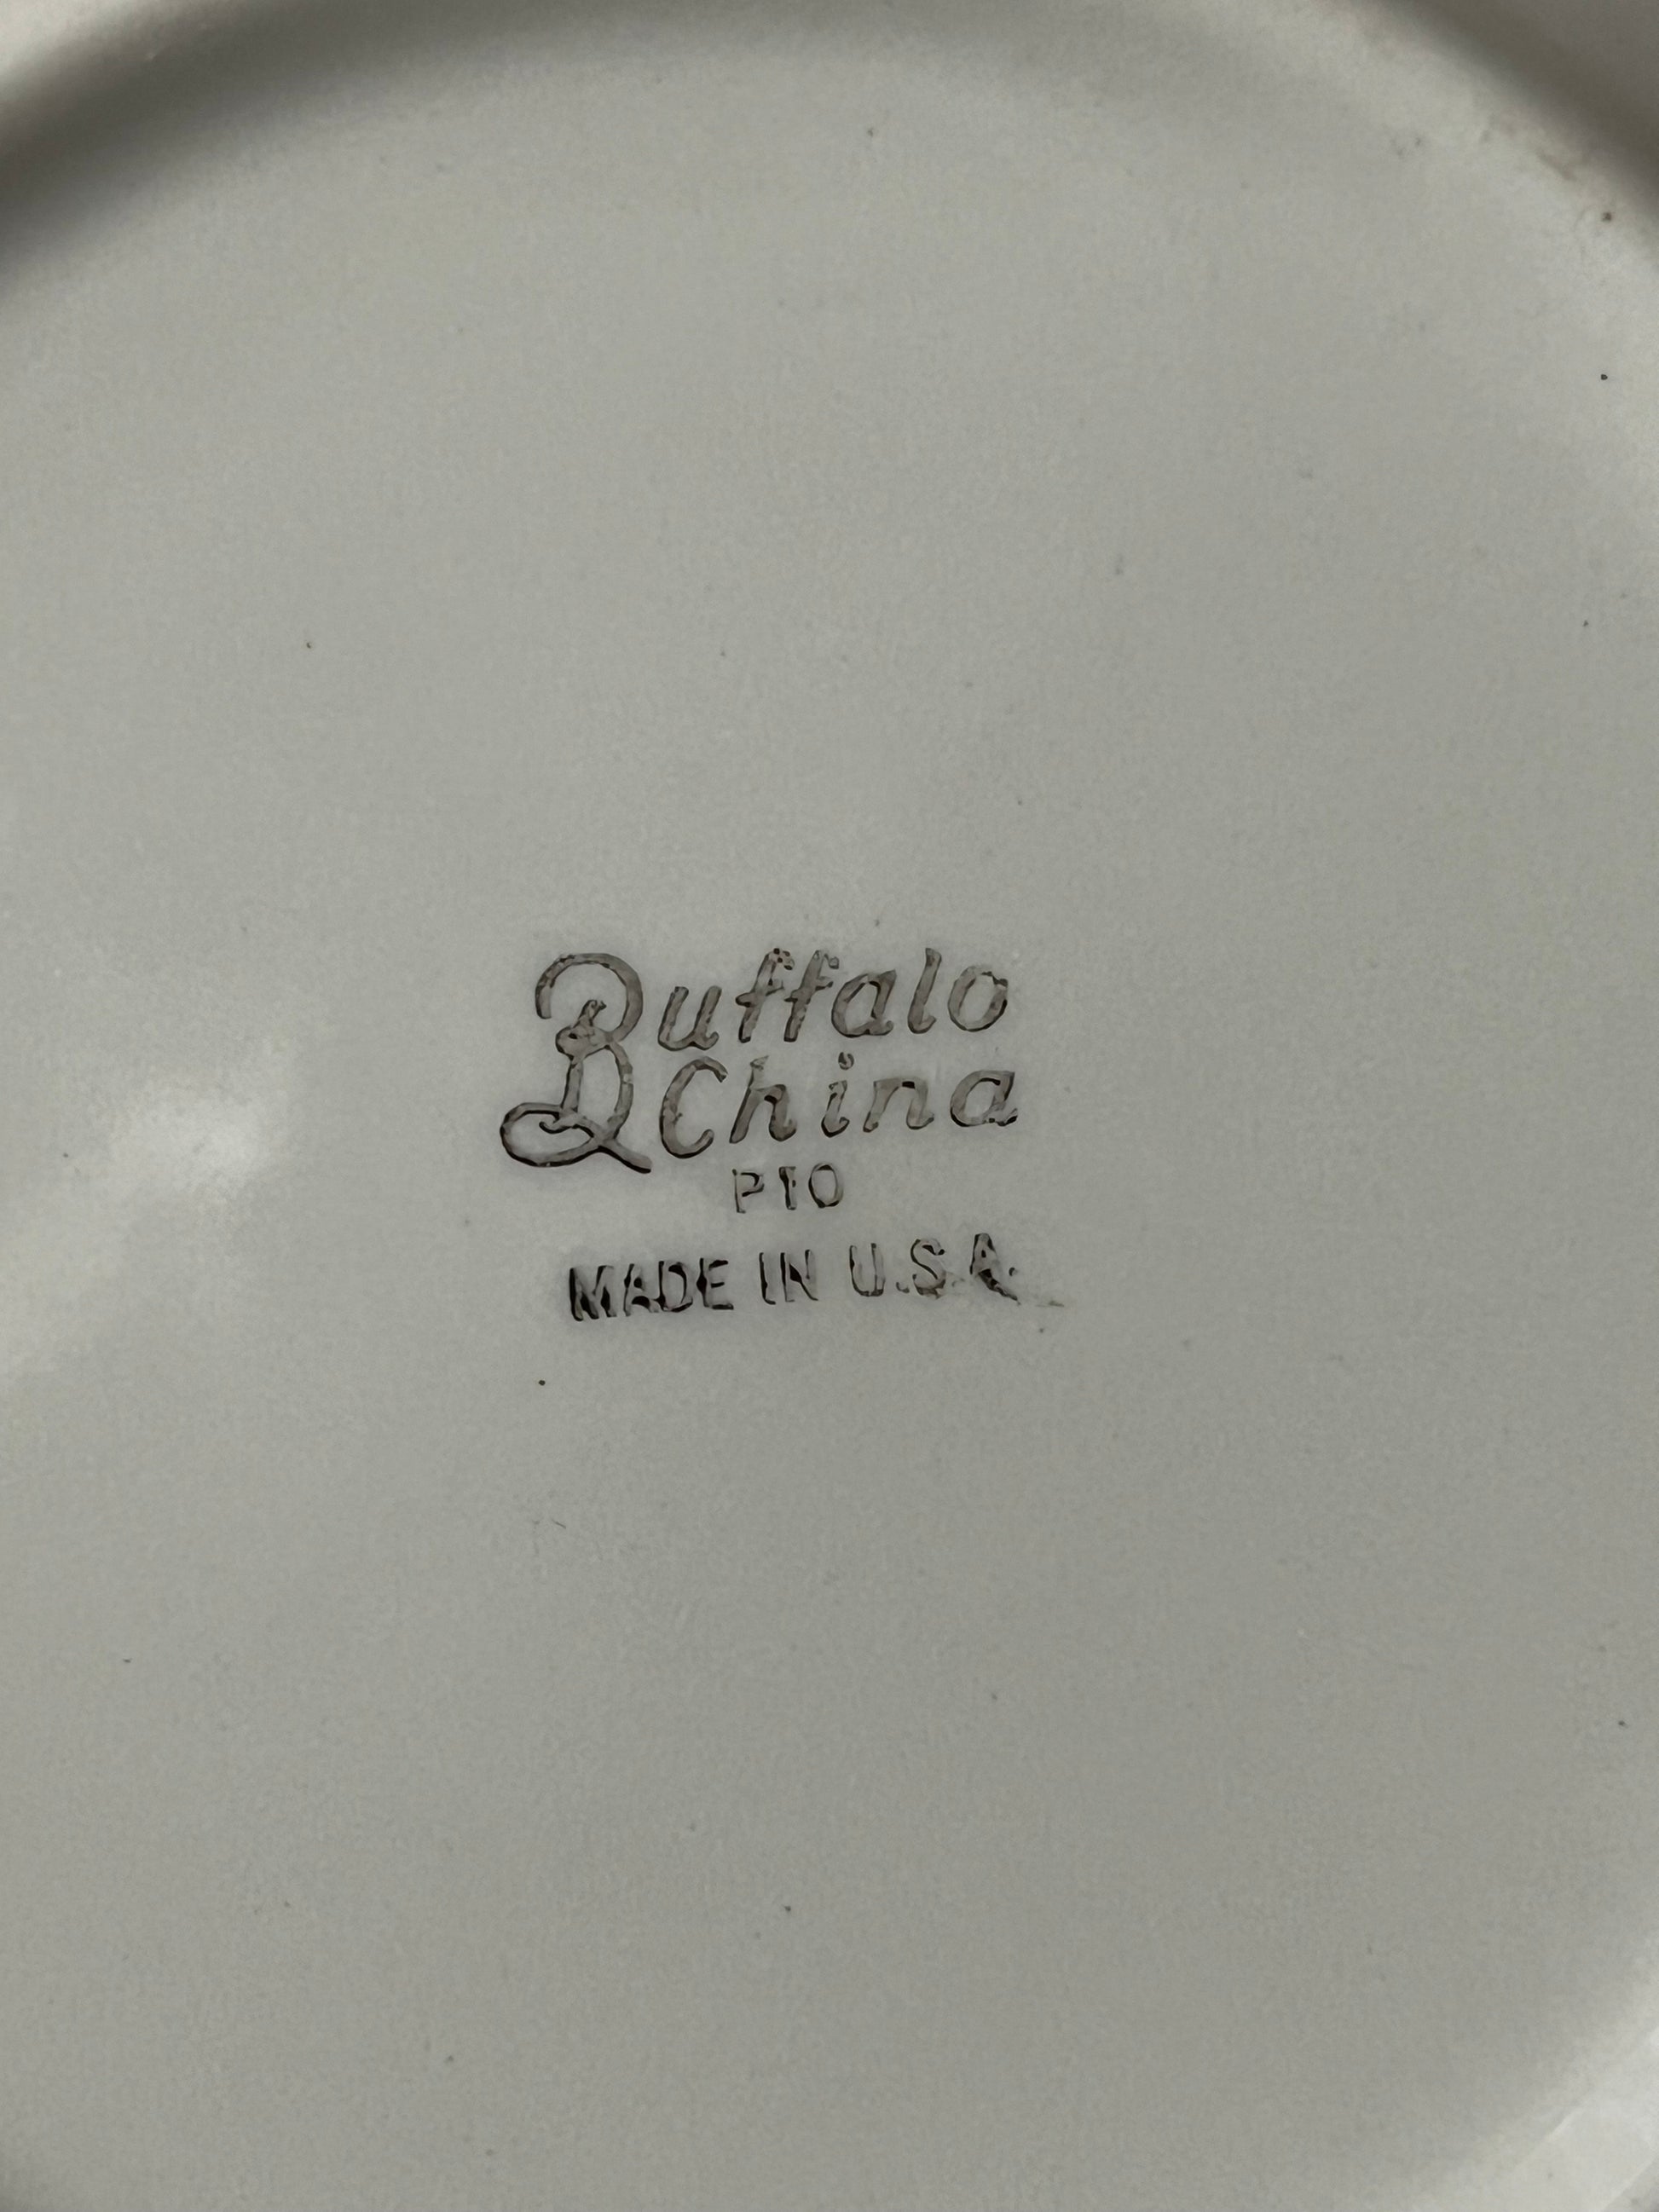 Buffalo
China
P10
MADE IN U.S.A.